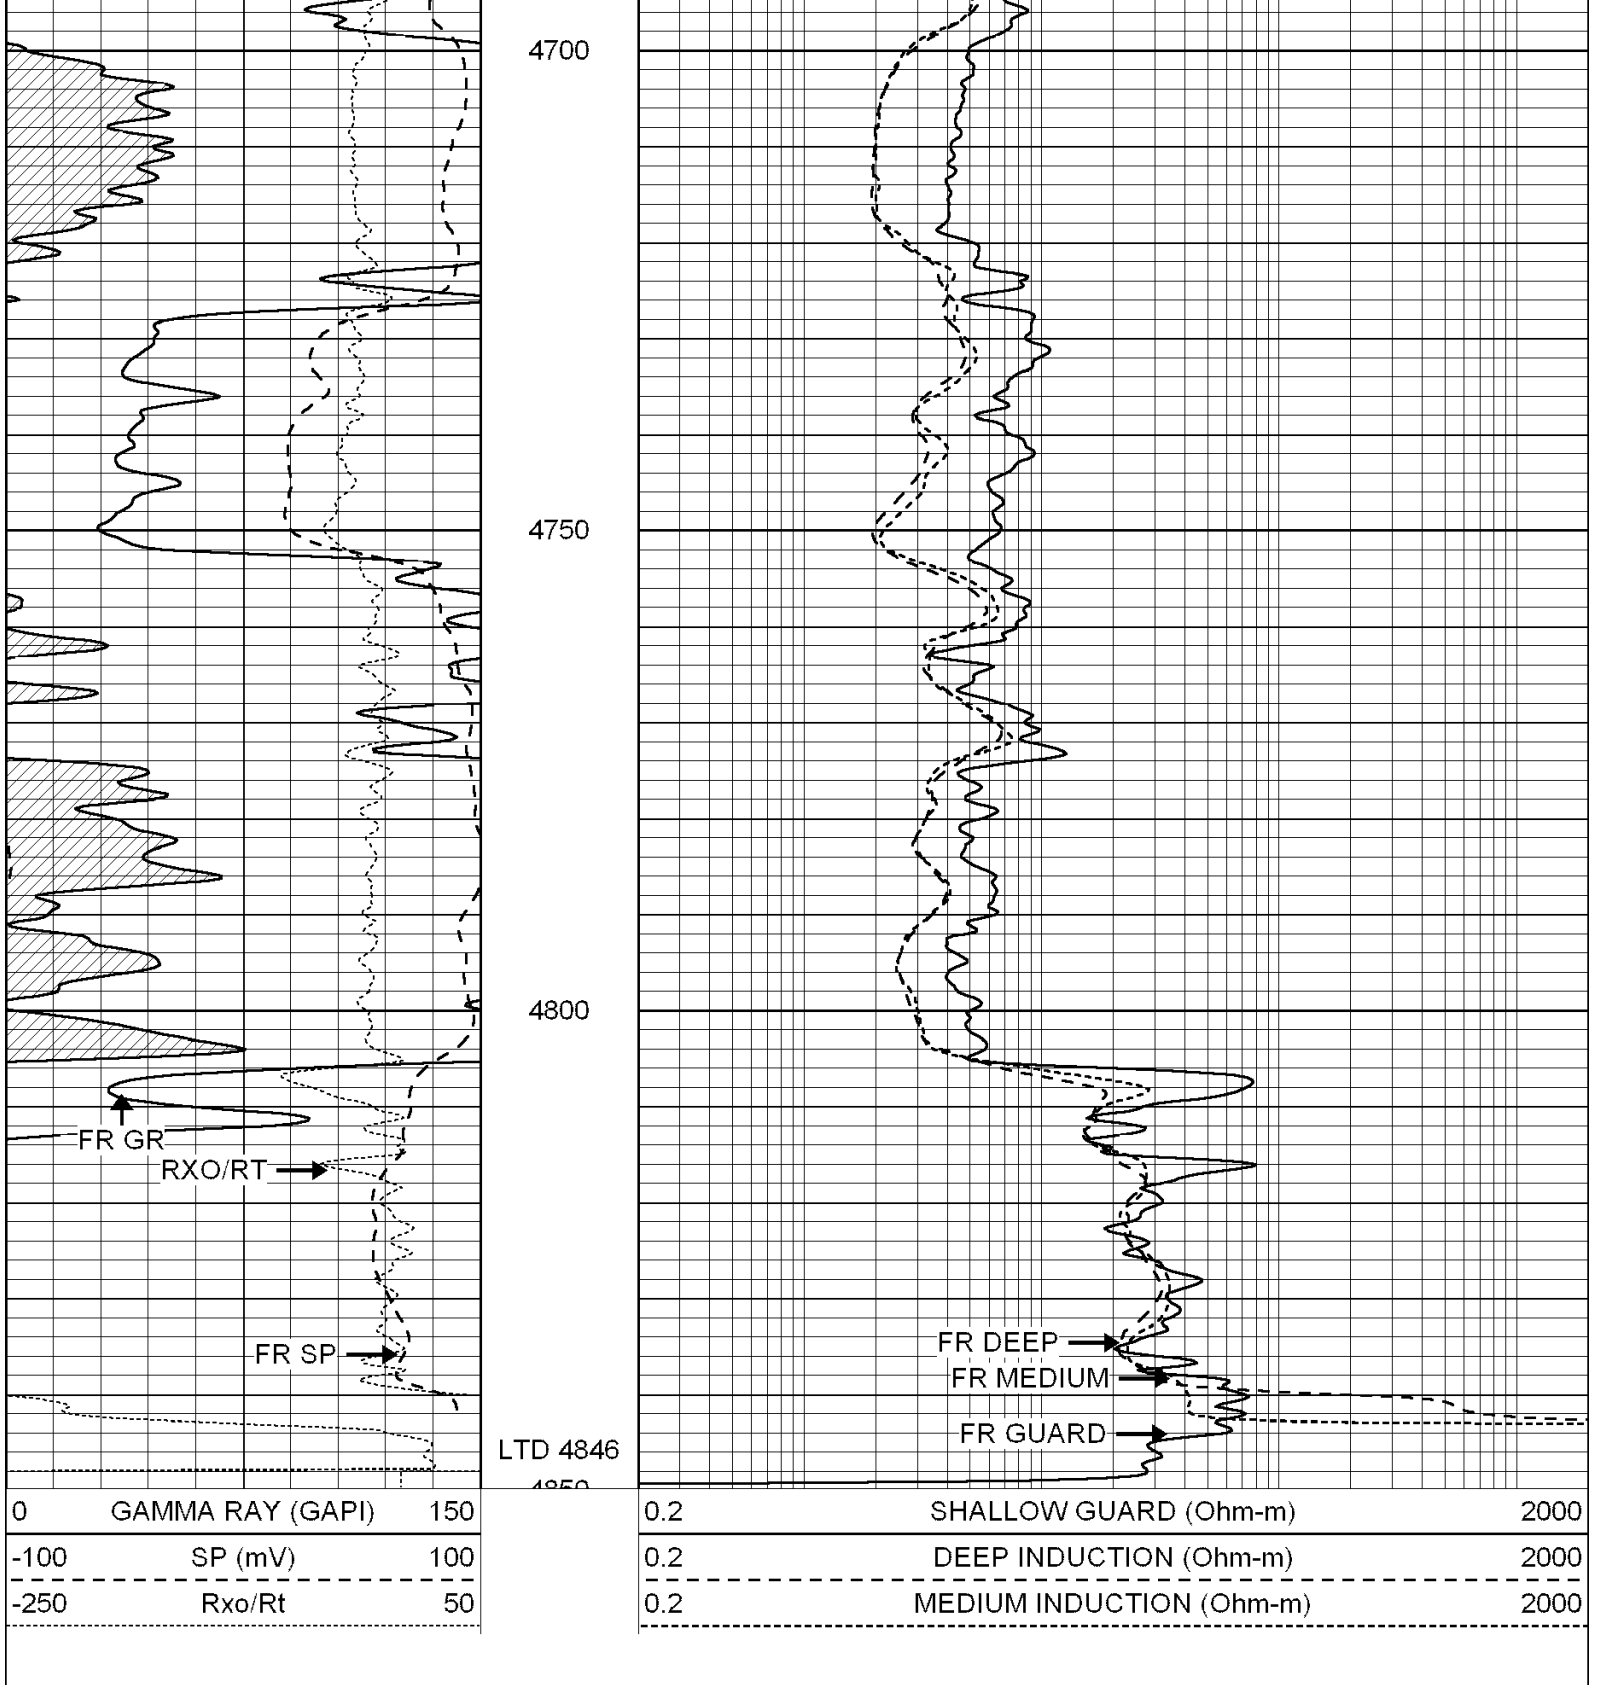 4700
4750
4800
FR GR
RXO/RT
FR SP
FR DEEP
FR MEDIUM
FR GUARD
LTD 4846
4850
0 GAMMA RAY (GAPI) 150
-100 SP (mV) 100
-250 Rxo/Rt 50
0.2 SHALLOW GUARD (Ohm-m) 2000
0.2 DEEP INDUCTION (Ohm-m) 2000
0.2 MEDIUM INDUCTION (Ohm-m) 2000